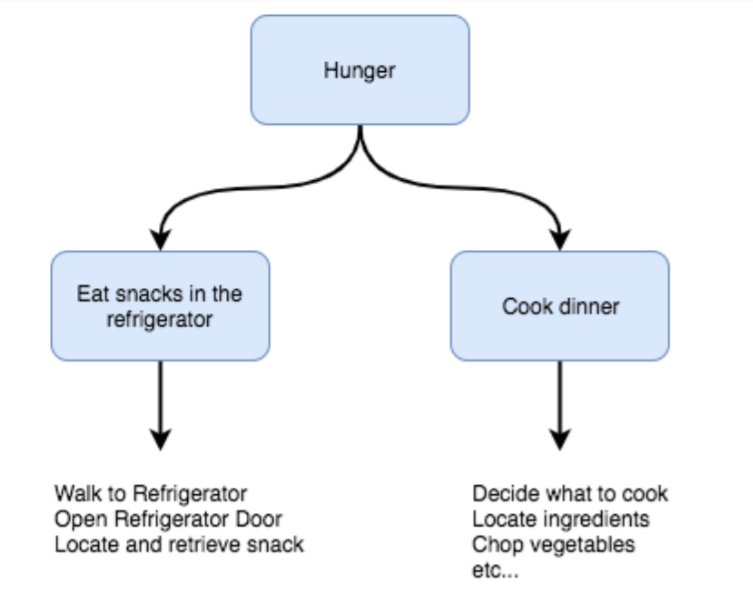 Hunger
Eat snacks in the
refrigerator
Cook dinner
Walk to Refrigerator
Open Refrigerator Door
Locate and retrieve snack
Decide what to cook
Locate ingredients
Chop vegetables
etc...